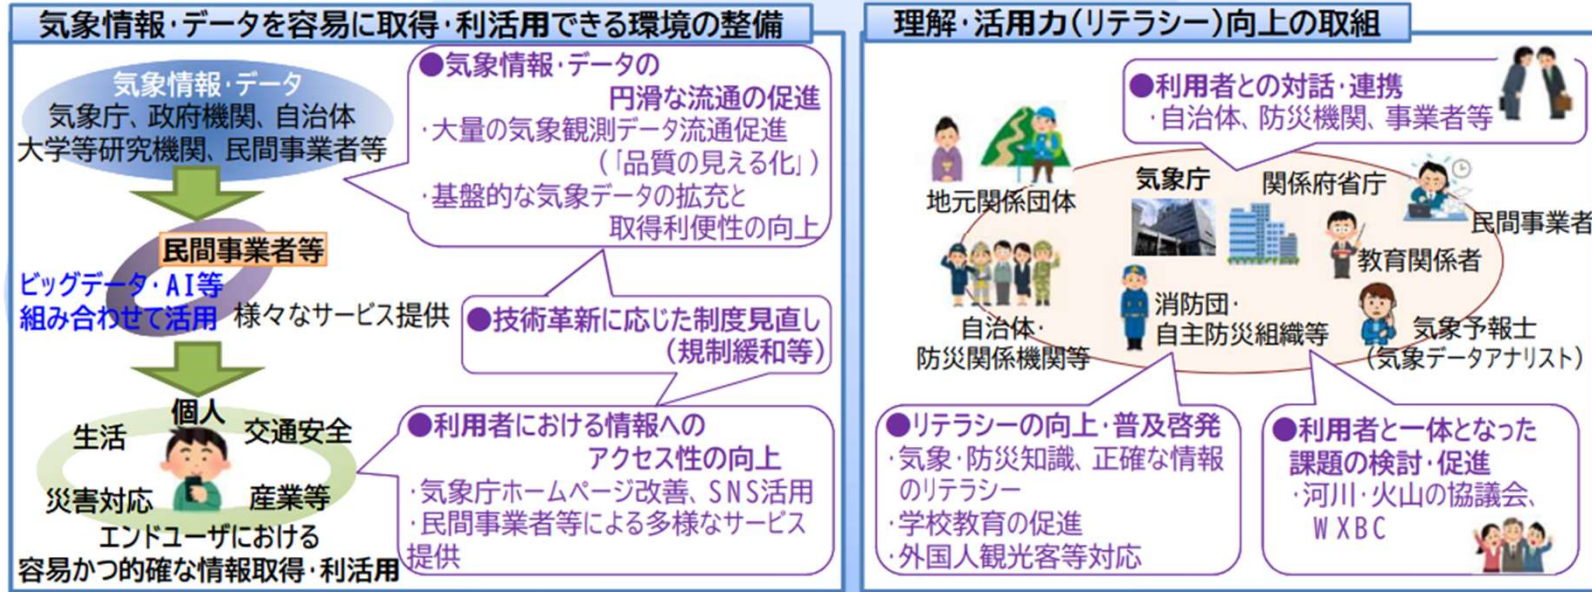 気象情報・データを容易に取得・利活用できる環境の整備
気象情報・データ
気象庁、政府機関、自治体
大学等研究機関、民間事業者等
民間事業者等
ビッグデータ・AI等
組み合わせて活用
様々なサービス提供
個人
生活
交通安全
災害対応
産業等
エンドユーザにおける
容易かつ的確な情報取得・利活用
●気象情報・データの
円滑な流通の促進
・大量の気象観測データ流通促進
(「品質の見える化」)
・基盤的な気象データの拡充と
取得利便性の向上
●技術革新に応じた制度見直し
(規制緩和等)
●利用者における情報への
アクセス性の向上
・気象庁ホームページ改善、SNS活用
・民間事業者等による多様なサービス
提供
理解・活用力(リテラシー)向上の取組
●利用者との対話・連携
・自治体、防災機関、事業者等
地元関係団体
気象庁
関係府省庁
民間事業者
教育関係者
自治体・
防災関係機関等
消防団・
自主防災組織等
気象予報士
(気象データアナリスト)
●リテラシーの向上・普及啓発
・気象・防災知識、正確な情報
のリテラシー
・学校教育の促進
・外国人観光客等対応
●利用者と一体となった
課題の検討・促進
・河川・火山の協議会、
WXBC